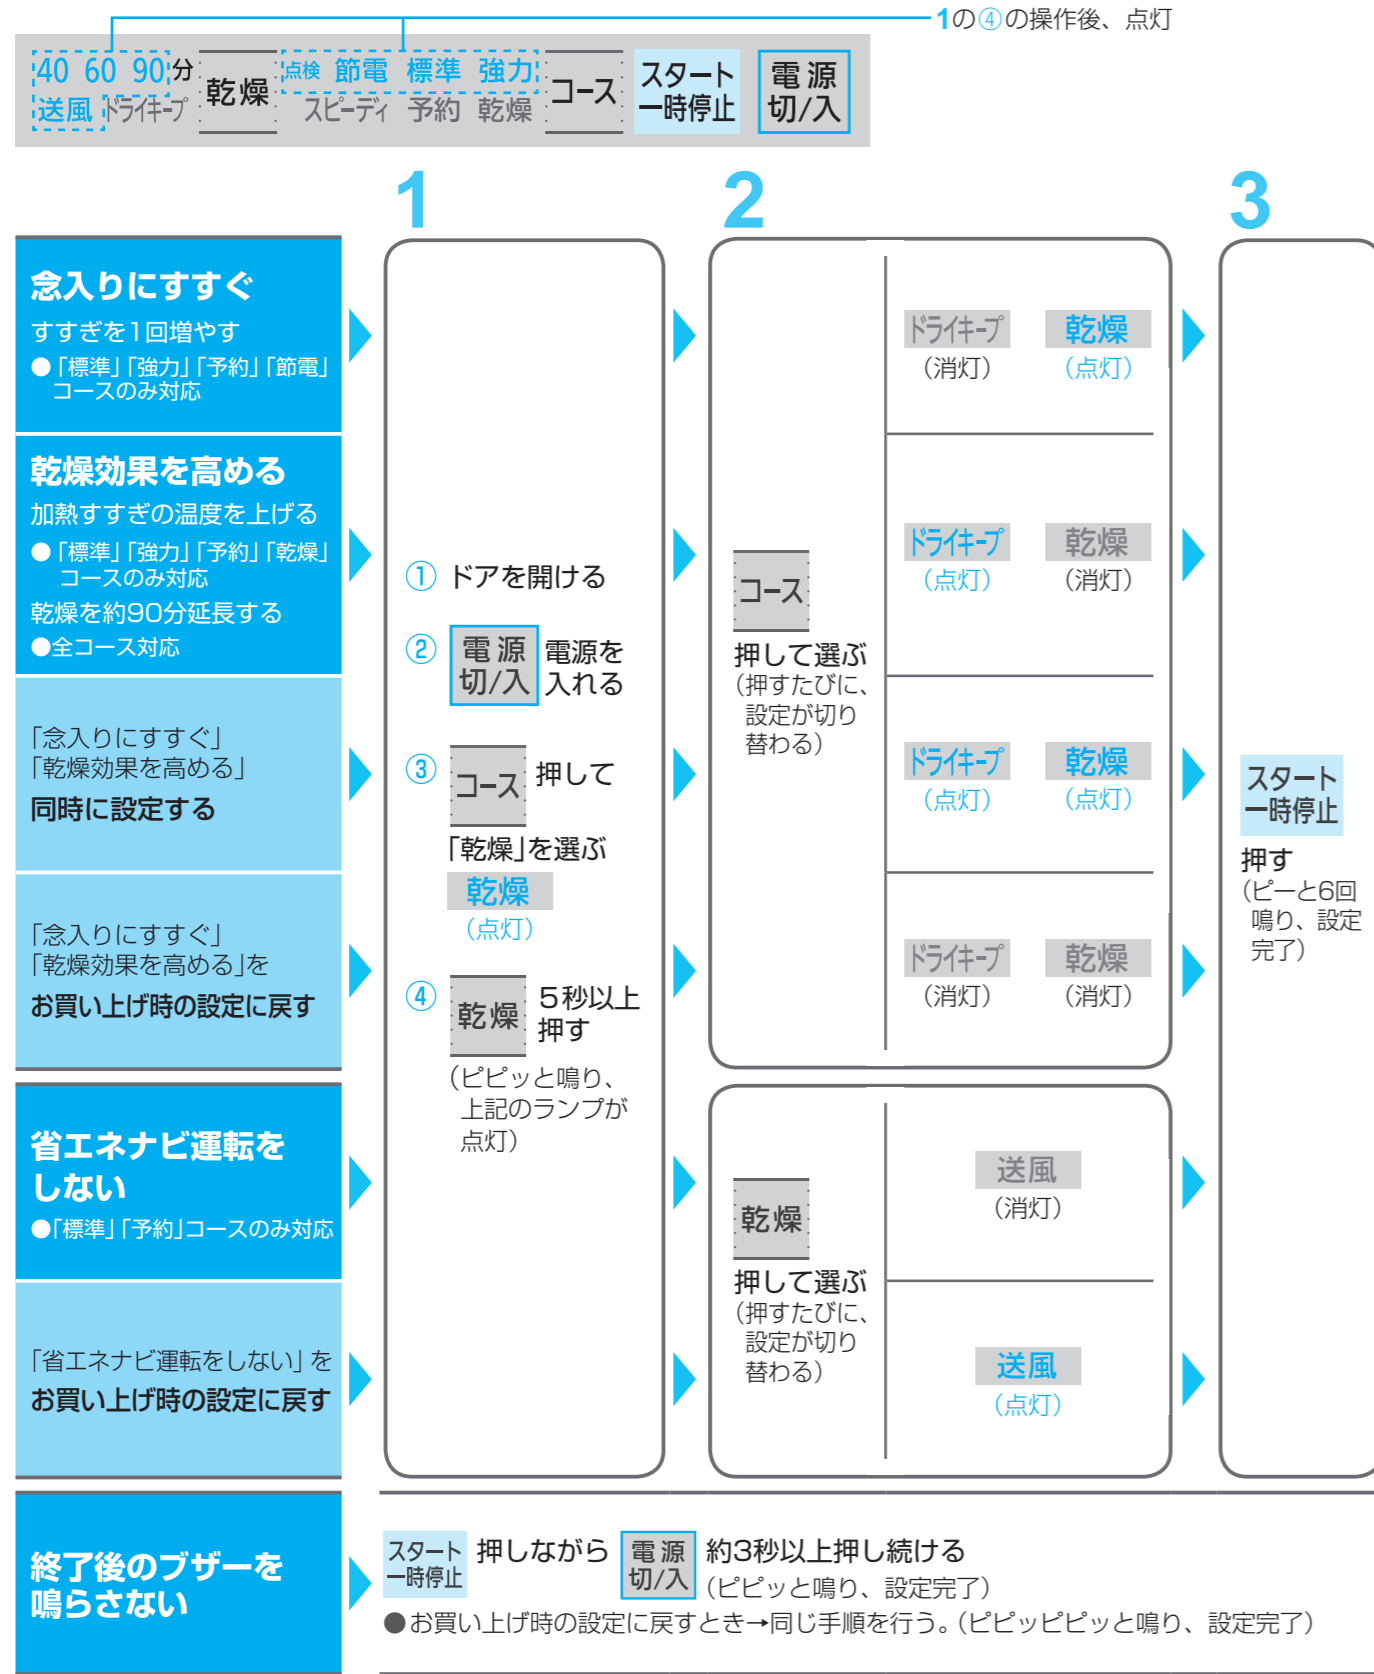 1の④の操作後、点灯
40 60 90分 乾燥 点検 節電 標準 強力 コース スタート 一時停止 電源 切/入
送風 ドライキープ スピーディ 予約 乾燥
1 2 3
念入りにすすぐ
すすぎを1回増やす
●「標準」「強力」「予約」「節電」
コースのみ対応
乾燥効果を高める
加熱すすぎの温度を上げる
●「標準」「強力」「予約」「乾燥」
コースのみ対応
乾燥を約90分延長する
●全コース対応
「念入りにすすぐ」
「乾燥効果を高める」
同時に設定する
「念入りにすすぐ」
「乾燥効果を高める」を
お買い上げ時の設定に戻す
省エネナビ運転を
しない
●「標準」「予約」コースのみ対応
「省エネナビ運転をしない」を
お買い上げ時の設定に戻す
① ドアを開ける
② 電源 切/入 電源を
入れる
③ コース 押して
「乾燥」を選ぶ
乾燥
（点灯）
④ 乾燥 5秒以上
押す
（ピピッと鳴り、
上記のランプが
点灯）
コース
押して選ぶ
（押すたびに、
設定が切り
替わる）
ドライキープ 乾燥
（消灯） （点灯）
ドライキープ 乾燥
（点灯） （消灯）
ドライキープ 乾燥
（点灯） （点灯）
ドライキープ 乾燥
（消灯） （消灯）
乾燥
押して選ぶ
（押すたびに、
設定が切り
替わる）
送風
（消灯）
送風
（点灯）
スタート
一時停止
押す
（ピーと6回
鳴り、設定
完了）
終了後のブザーを
鳴らさない
スタート 一時停止 押しながら 電源 切/入 約3秒以上押し続ける
（ピピッと鳴り、設定完了）
●お買い上げ時の設定に戻すとき→同じ手順を行う。（ピピッピピッと鳴り、設定完了）